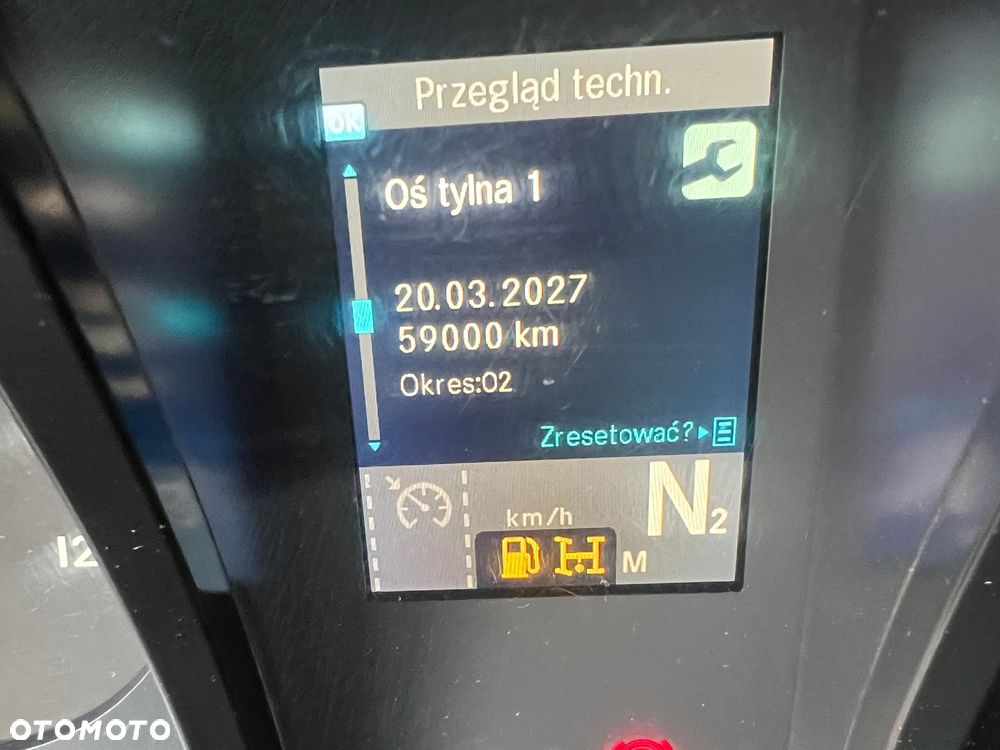 Przegląd techn.
OK
Oś tylna 1
20.03.2027
59000 km
Okres:02
Zresetować?
km/h
N2
M
12
OTOMOTO